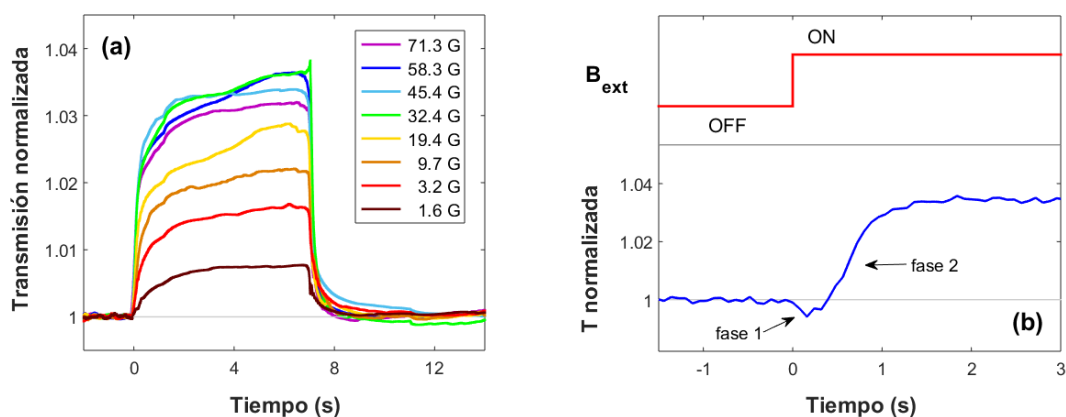 (a)
Transmisión normalizada
1.04
1.03
1.02
1.01
1
71.3 G
58.3 G
45.4 G
32.4 G
19.4 G
9.7 G
3.2 G
1.6 G
0
4
8
12
Tiempo (s)
B_ext
ON
OFF
T normalizada
1.04
1.02
1
fase 2
fase 1
(b)
-1
0
1
2
3
Tiempo (s)